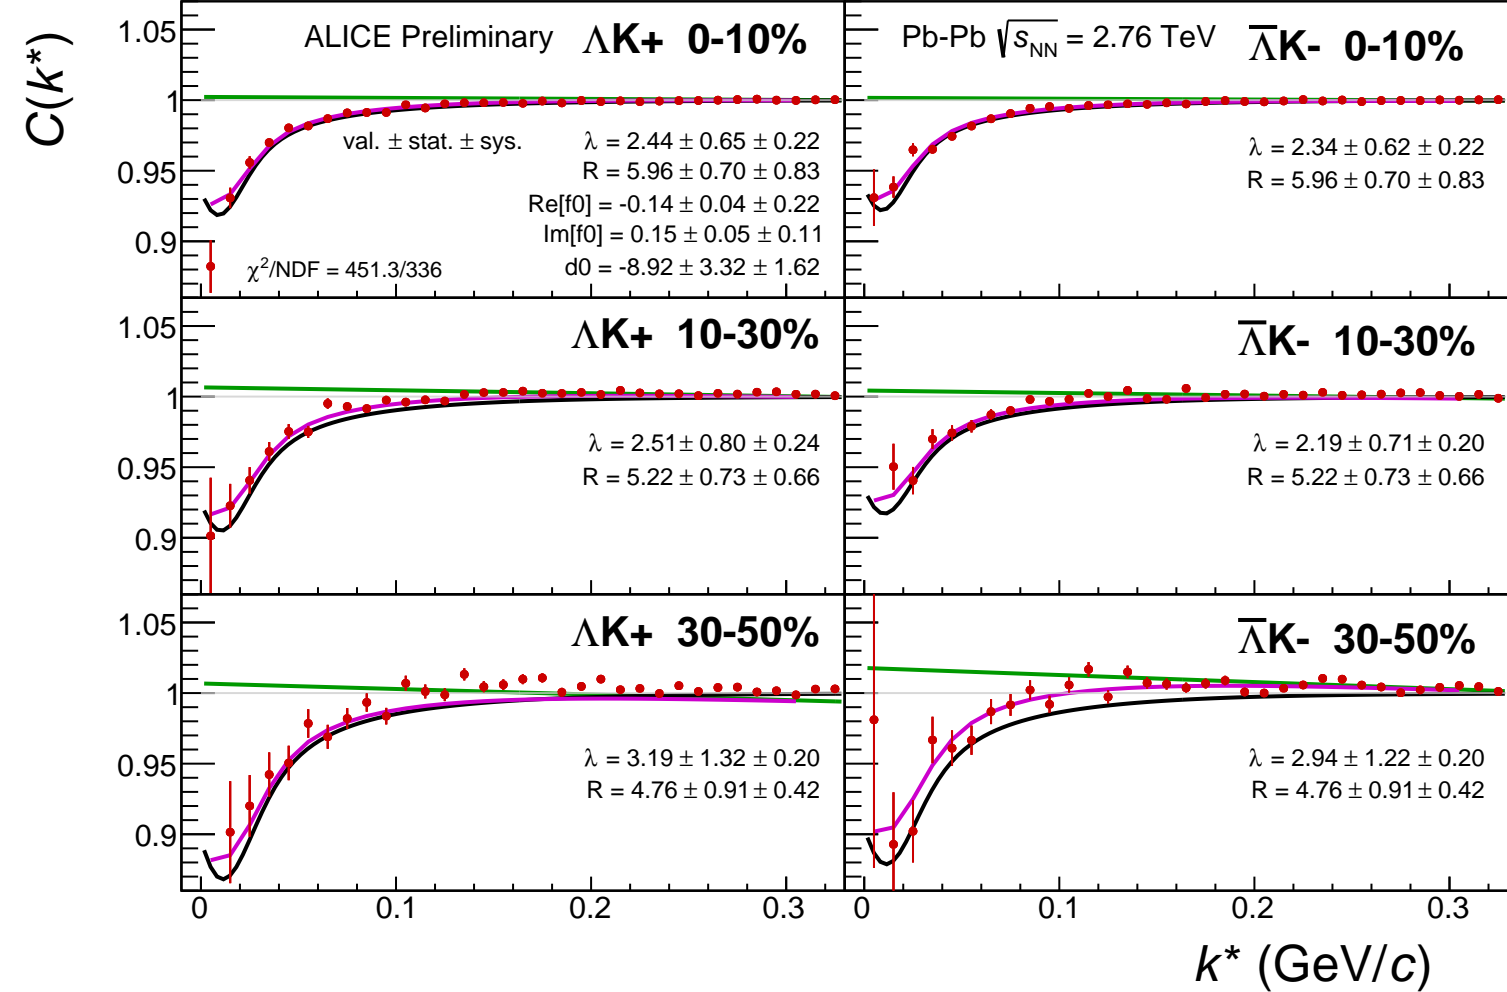 C(k*)
ALICE Preliminary ΛK+ 0-10%
val. ± stat. ± sys.
λ = 2.44 ± 0.65 ± 0.22
R = 5.96 ± 0.70 ± 0.83
Re[f0] = -0.14 ± 0.04 ± 0.22
Im[f0] = 0.15 ± 0.05 ± 0.11
d0 = -8.92 ± 3.32 ± 1.62
χ²/NDF = 451.3/336
1.05
1
0.95
0.9
Pb-Pb √sNN = 2.76 TeV Λ̅K- 0-10%
λ = 2.34 ± 0.62 ± 0.22
R = 5.96 ± 0.70 ± 0.83
ΛK+ 10-30%
λ = 2.51 ± 0.80 ± 0.24
R = 5.22 ± 0.73 ± 0.66
1.05
1
0.95
0.9
Λ̅K- 10-30%
λ = 2.19 ± 0.71 ± 0.20
R = 5.22 ± 0.73 ± 0.66
ΛK+ 30-50%
λ = 3.19 ± 1.32 ± 0.20
R = 4.76 ± 0.91 ± 0.42
1.05
1
0.95
0.9
Λ̅K- 30-50%
λ = 2.94 ± 1.22 ± 0.20
R = 4.76 ± 0.91 ± 0.42
0 0.1 0.2 0.3 0 0.1 0.2 0.3
k* (GeV/c)